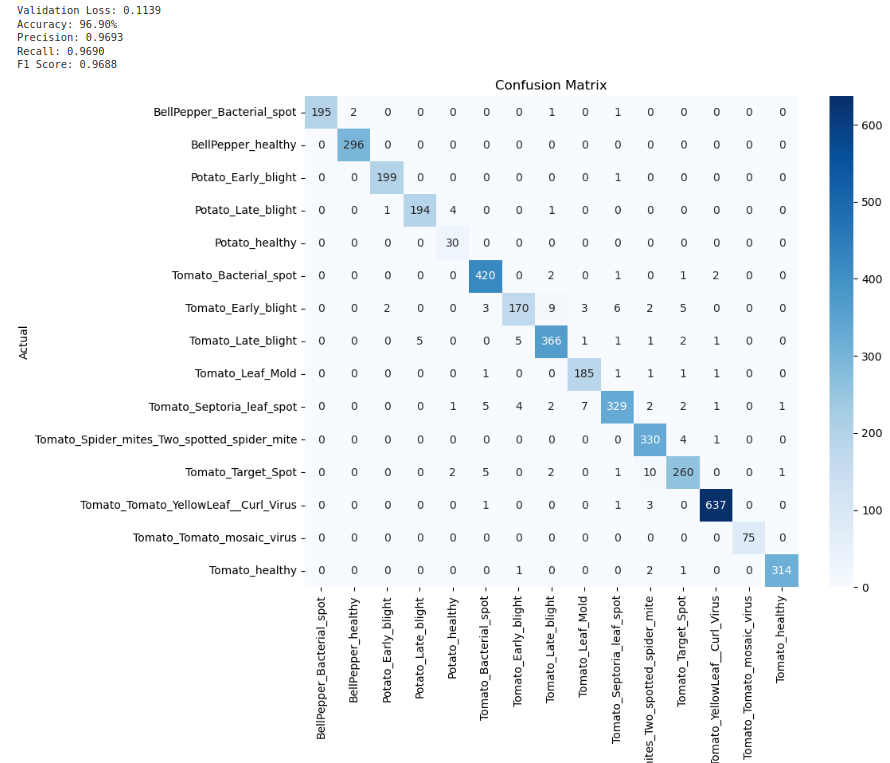 Validation Loss: 0.1139
Accuracy: 96.90%
Precision: 0.9693
Recall: 0.9690
F1 Score: 0.9688
Confusion Matrix
BellPepper_Bacterial_spot 195 2 0 0 0 0 0 1 0 1 0 0 0 0 0
BellPepper_healthy 0 296 0 0 0 0 0 0 0 0 0 0 0 0 0
Potato_Early_blight 0 0 199 0 0 0 0 0 0 1 0 0 0 0 0
Potato_Late_blight 0 0 1 194 4 0 0 1 0 0 0 0 0 0 0
Potato_healthy 0 0 0 0 30 0 0 0 0 0 0 0 0 0 0
Tomato_Bacterial_spot 0 0 0 0 0 420 0 2 0 1 0 1 2 0 0
Tomato_Early_blight 0 0 2 0 0 3 170 9 3 6 2 5 0 0 0
Tomato_Late_blight 0 0 0 5 0 0 5 366 1 1 1 2 1 0 0
Tomato_Leaf_Mold 0 0 0 0 0 1 0 0 185 1 1 1 1 0 0
Tomato_Septoria_leaf_spot 0 0 0 0 1 5 4 2 7 329 2 2 1 0 1
Tomato_Spider_mites_Two_spotted_spider_mite 0 0 0 0 0 0 0 0 0 0 330 4 1 0 0
Tomato_Target_Spot 0 0 0 0 2 5 0 2 0 1 10 260 0 0 1
Tomato_Tomato_YellowLeaf__Curl_Virus 0 0 0 0 0 1 0 0 0 1 3 0 637 0 0
Tomato_Tomato_mosaic_virus 0 0 0 0 0 0 0 0 0 0 0 0 0 75 0
Tomato_healthy 0 0 0 0 0 0 1 0 0 0 2 1 0 0 314
Actual
BellPepper_Bacterial_spot
BellPepper_healthy
Potato_Early_blight
Potato_Late_blight
Potato_healthy
Tomato_Bacterial_spot
Tomato_Early_blight
Tomato_Late_blight
Tomato_Leaf_Mold
Tomato_Septoria_leaf_spot
mites_Two_spotted_spider_mite
Tomato_Target_Spot
Tomato_YellowLeaf__Curl_Virus
Tomato_Tomato_mosaic_virus
Tomato_healthy
600
500
400
300
200
100
0